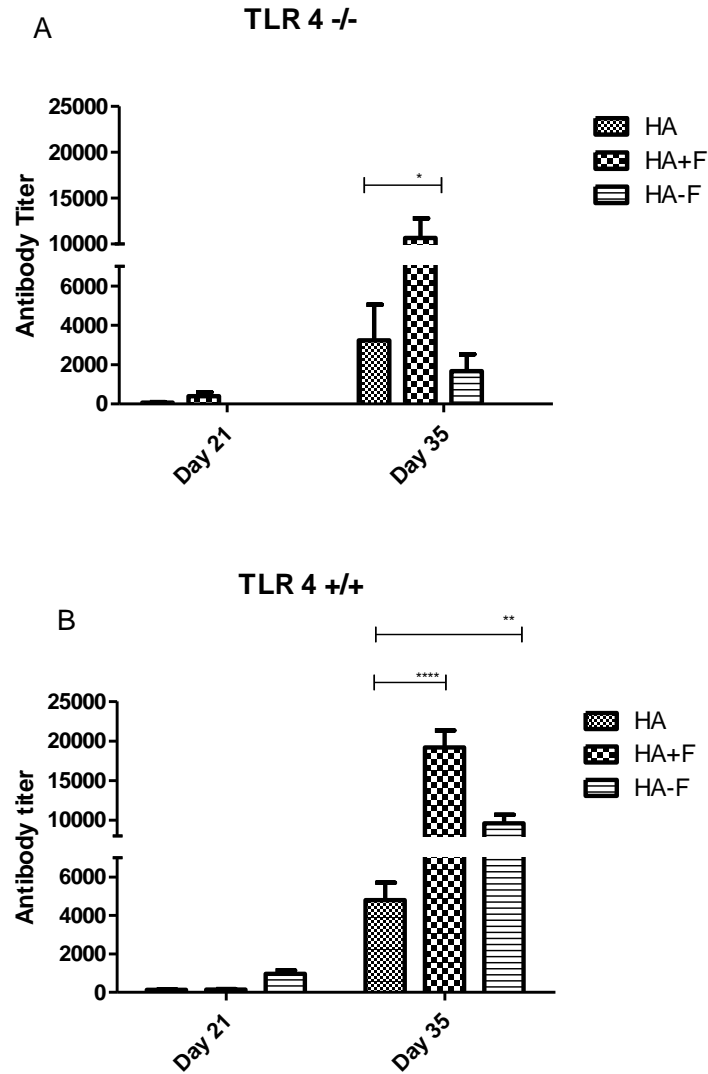 A
TLR 4 -/-
25000
20000
15000
10000
6000
4000
2000
0
Antibody Titer
*
HA
HA+F
HA-F
Day 21
Day 35
B
TLR 4 +/+
25000
20000
15000
10000
6000
4000
2000
0
Antibody titer
**
****
HA
HA+F
HA-F
Day 21
Day 35